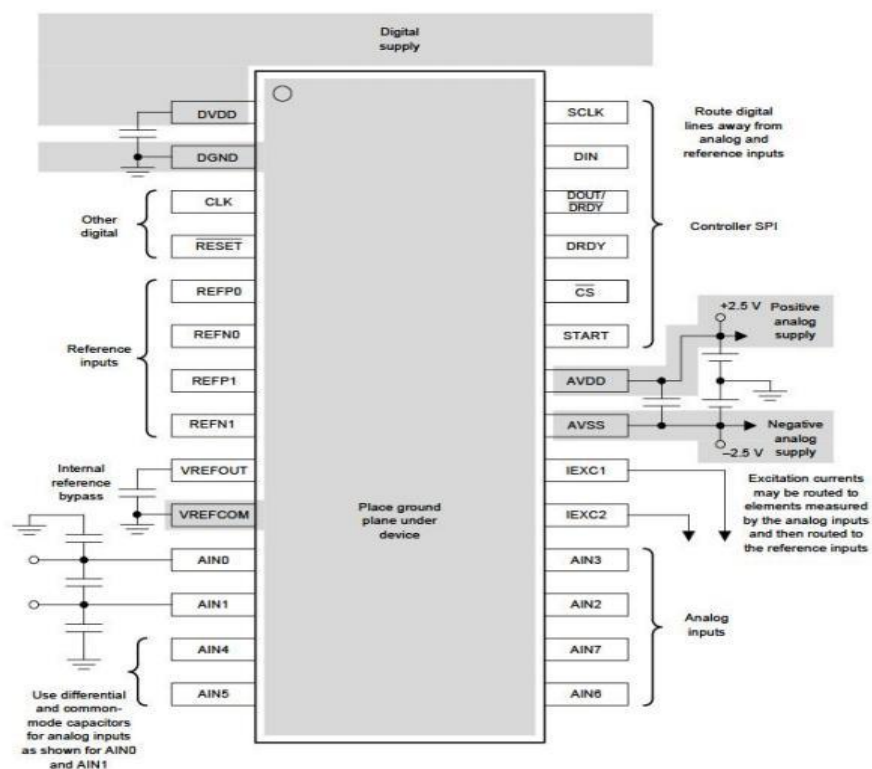 Digital
supply
DVDD
DGND
CLK
RESET
REFP0
REFN0
REFP1
REFN1
VREFOUT
VREFCOM
AIN0
AIN1
AIN4
AIN5
Other
digital
Reference
inputs
Internal
reference
bypass
Use differential
and common-
mode capacitors
for analog inputs
as shown for AIN0
and AIN1
Place ground
plane under
device
SCLK
DIN
DOUT/
DRDY
DRDY
CS
START
AVDD
AVSS
IEXC1
IEXC2
AIN3
AIN2
AIN7
AIN6
Route digital
lines away from
analog and
reference inputs
Controller SPI
+2.5 V
Positive
analog
supply
Negative
analog
supply
–2.5 V
Excitation currents
may be routed to
elements measured
by the analog inputs
and then routed to
the reference inputs
Analog
inputs